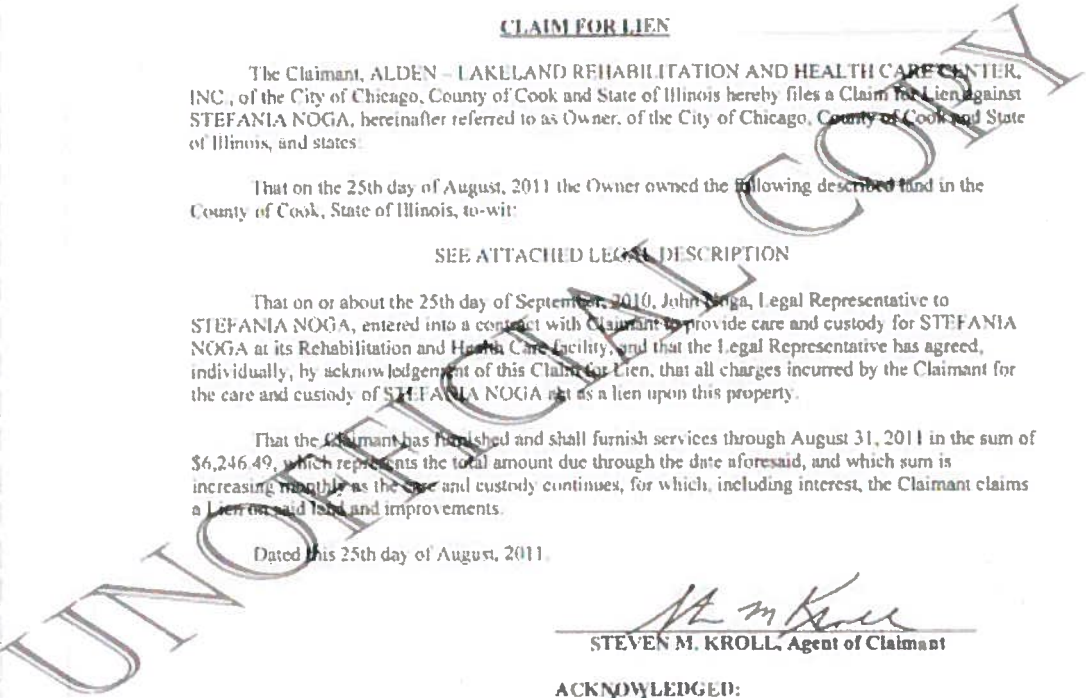 CLAIM FOR LIEN
The Claimant, ALDEN – LAKELAND REHABILITATION AND HEALTH CARE CENTER,
INC., of the City of Chicago, County of Cook and State of Illinois hereby files a Claim for Lien against
STEFANIA NOGA, hereinafter referred to as Owner, of the City of Chicago, County of Cook and State
of Illinois, and states:
That on the 25th day of August, 2011 the Owner owned the following described land in the
County of Cook, State of Illinois, to-wit:
SEE ATTACHED LEGAL DESCRIPTION
That on or about the 25th day of September, 2010, John Noga, Legal Representative to
STEFANIA NOGA, entered into a contract with Claimant to provide care and custody for STEFANIA
NOGA at its Rehabilitation and Health Care facility, and that the Legal Representative has agreed,
individually, by acknowledgement of this Claim for Lien, that all charges incurred by the Claimant for
the care and custody of STEFANIA NOGA act as a lien upon this property.
That the Claimant has furnished and shall furnish services through August 31, 2011 in the sum of
$6,246.49, which represents the total amount due through the date aforesaid, and which sum is
increasing monthly as the care and custody continues, for which, including interest, the Claimant claims
a Lien on said land and improvements.
Dated this 25th day of August, 2011.
St m Kroll
STEVEN M. KROLL, Agent of Claimant
ACKNOWLEDGED:
UNOFFICIAL COPY